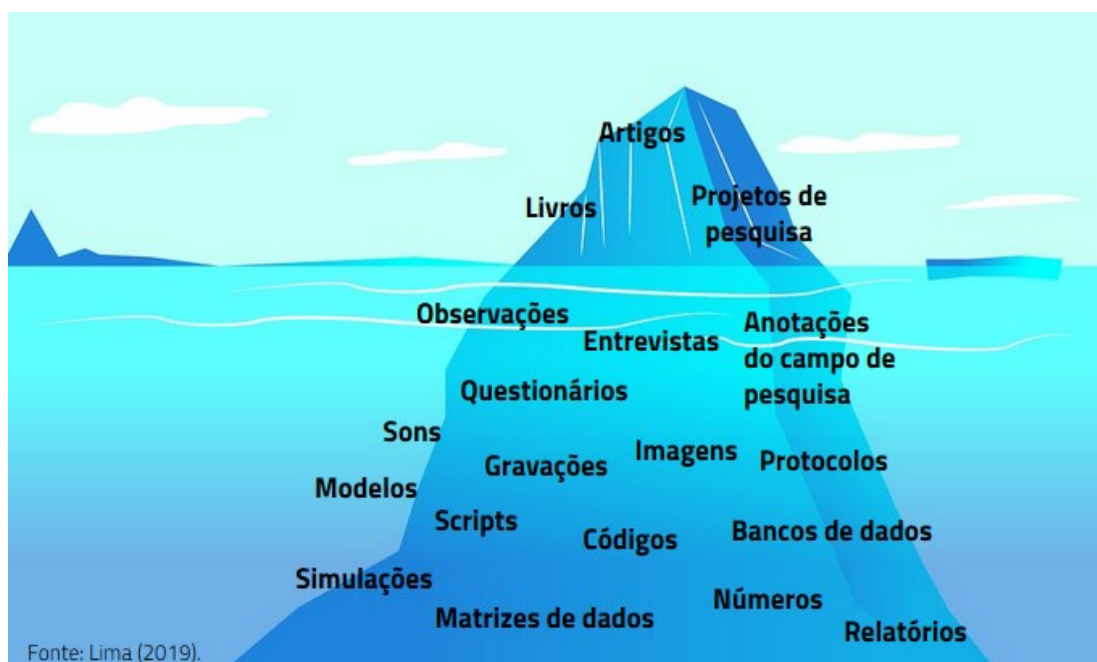 Artigos
Livros
Projetos de
pesquisa
Observações
Entrevistas
Anotações
do campo de
pesquisa
Questionários
Sons
Gravações
Imagens
Protocolos
Modelos
Scripts
Códigos
Bancos de dados
Simulações
Matrizes de dados
Números
Relatórios
Fonte: Lima (2019).